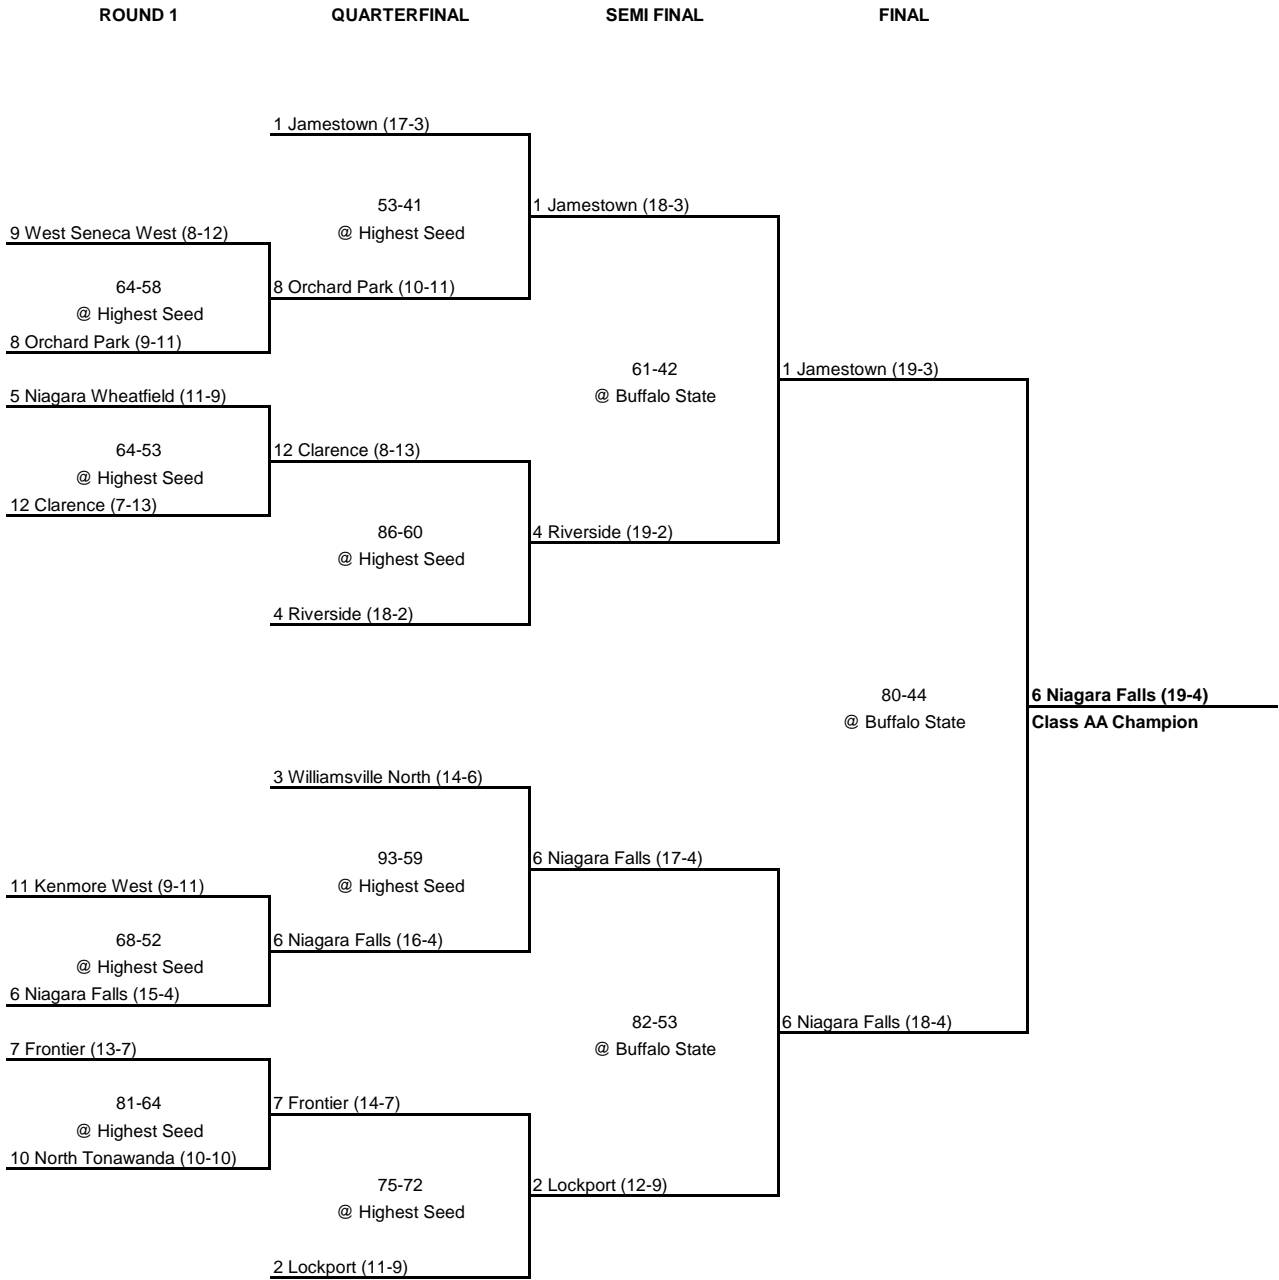 ROUND 1 QUARTERFINAL SEMI FINAL FINAL
1 Jamestown (17-3)
53-41 1 Jamestown (18-3)
9 West Seneca West (8-12) @ Highest Seed
64-58 8 Orchard Park (10-11)
@ Highest Seed
8 Orchard Park (9-11)
61-42 1 Jamestown (19-3)
5 Niagara Wheatfield (11-9) @ Buffalo State
64-53 12 Clarence (8-13)
@ Highest Seed
12 Clarence (7-13)
86-60 4 Riverside (19-2)
@ Highest Seed
4 Riverside (18-2)
80-44 6 Niagara Falls (19-4)
@ Buffalo State Class AA Champion
3 Williamsville North (14-6)
93-59 6 Niagara Falls (17-4)
11 Kenmore West (9-11) @ Highest Seed
68-52 6 Niagara Falls (16-4)
@ Highest Seed
6 Niagara Falls (15-4)
82-53 6 Niagara Falls (18-4)
7 Frontier (13-7) @ Buffalo State
81-64 7 Frontier (14-7)
@ Highest Seed
10 North Tonawanda (10-10)
75-72 2 Lockport (12-9)
@ Highest Seed
2 Lockport (11-9)